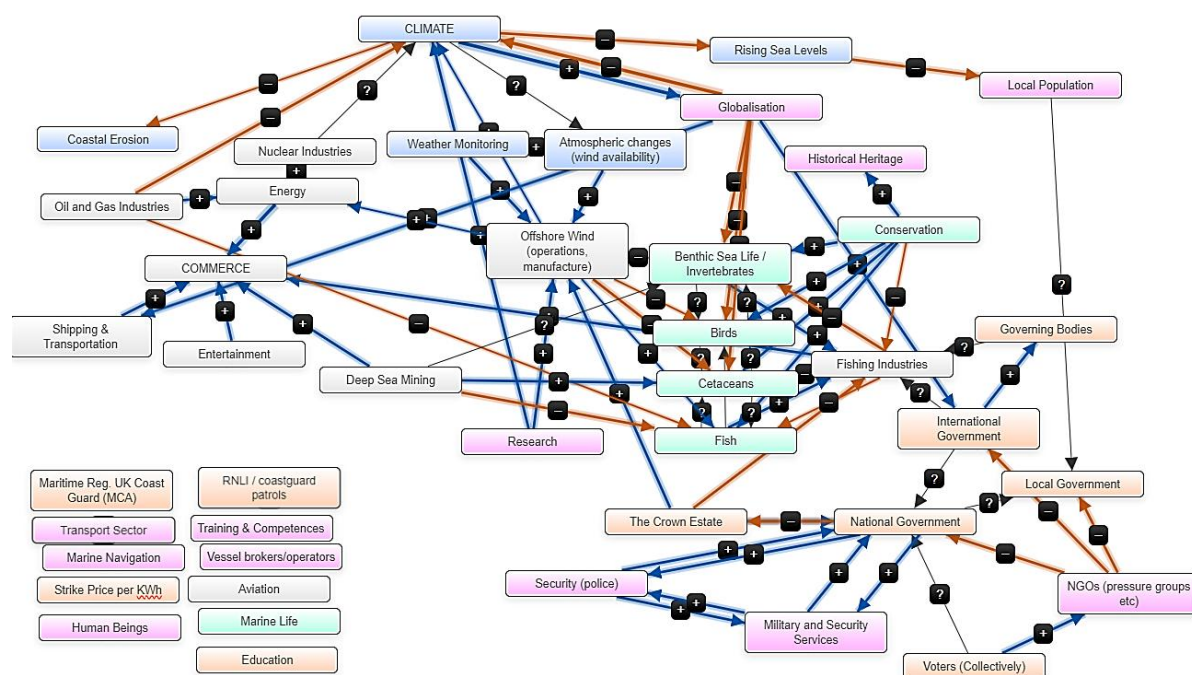 CLIMATE
Rising Sea Levels
Local Population
Globalisation
Coastal Erosion
Nuclear Industries
Weather Monitoring
Atmospheric changes
(wind availability)
Historical Heritage
Oil and Gas Industries
Energy
Conservation
Offshore Wind
(operations,
manufacture)
Benthic Sea Life /
Invertebrates
COMMERCE
Shipping &
Transportation
Entertainment
Birds
Governing Bodies
Fishing Industries
Deep Sea Mining
Cetaceans
Research
Fish
International
Government
Local Government
Maritime Reg. UK Coast
Guard (MCA)
RNLI / coastguard
patrols
The Crown Estate
National Government
Transport Sector
Training & Competences
Marine Navigation
Vessel brokers/operators
Strike Price per KWh
Aviation
Security (police)
NGOs (pressure groups
etc)
Human Beings
Marine Life
Military and Security
Services
Education
Voters (Collectively)